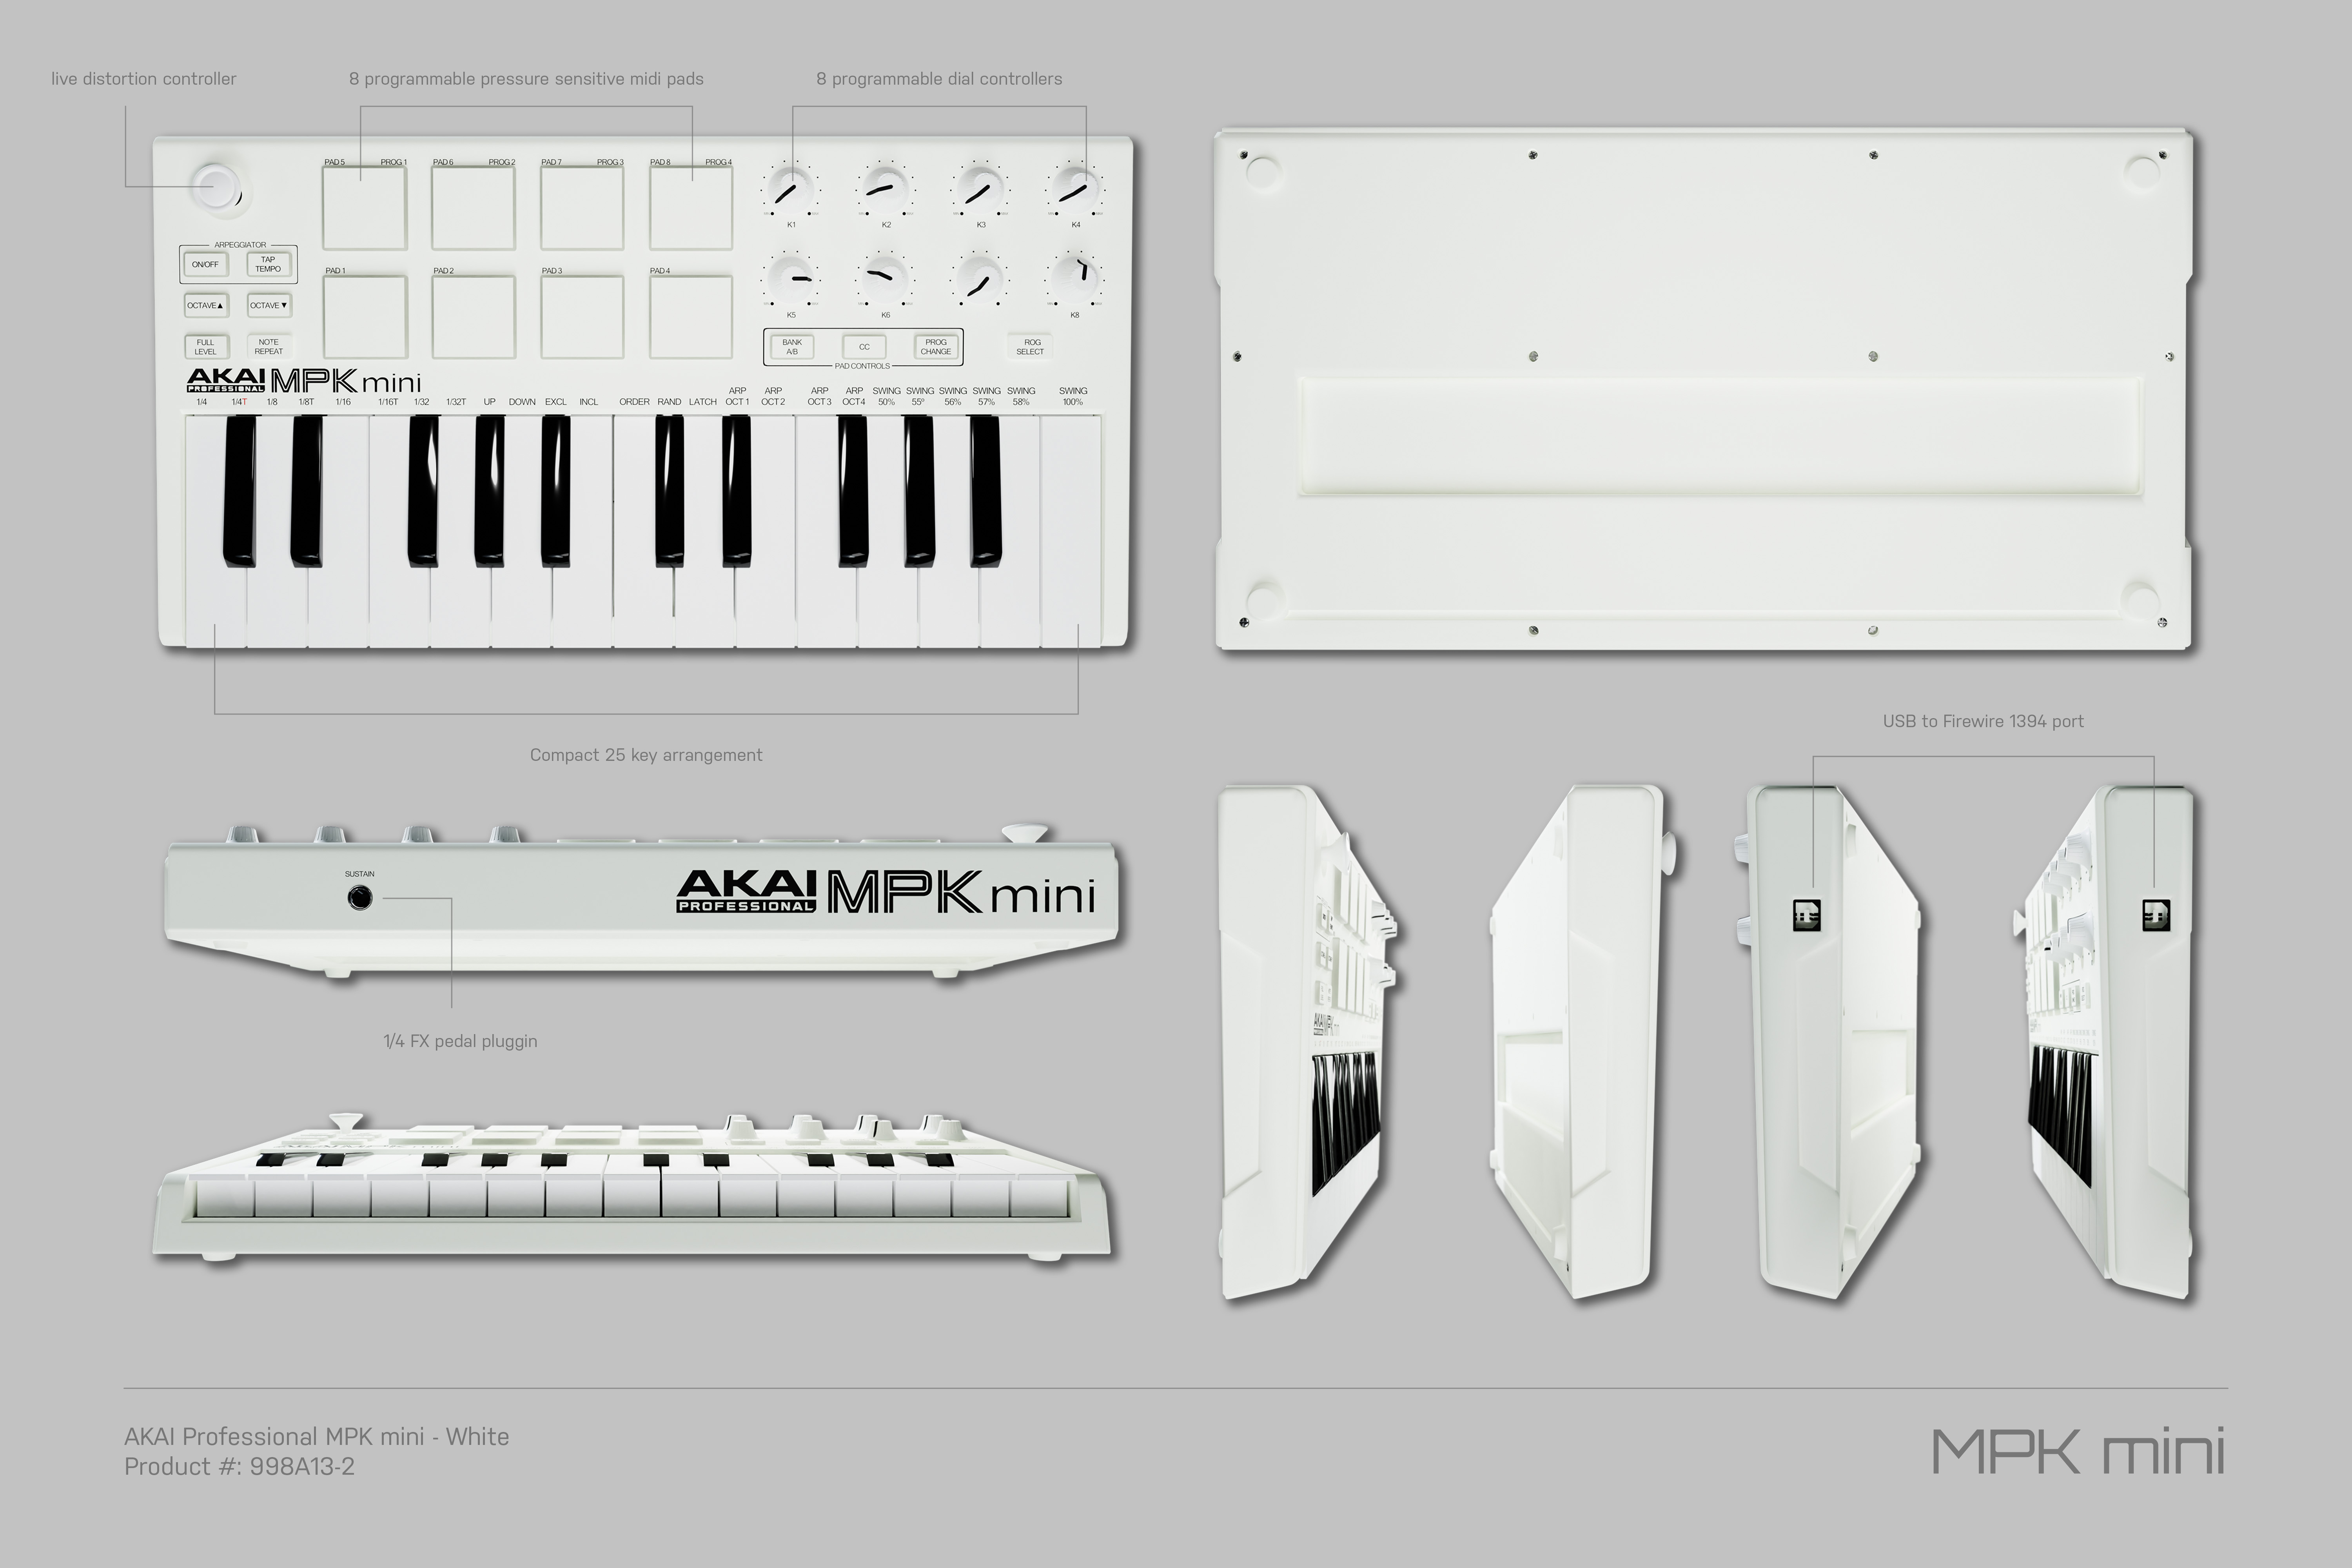 live distortion controller
8 programmable pressure sensitive midi pads
8 programmable dial controllers
PAD 5 PROG 1 PAD 6 PROG 2 PAD 7 PROG 3 PAD 8 PROG 4
K1 K2 K3 K4
ARPEGGIATOR
ON/OFF TAP TEMPO
PAD 1 PAD 2 PAD 3 PAD 4
OCTAVE▲ OCTAVE▼
K5 K6 K8
FULL LEVEL NOTE REPEAT
BANK A/B CC PROG CHANGE ROG SELECT
PAD CONTROLS
AKAI PROFESSIONAL MPK mini
ARP ARP ARP ARP SWING SWING SWING SWING SWING SWING
1/4 1/4T 1/8 1/8T 1/16 1/16T 1/32 1/32T UP DOWN EXCL INCL ORDER RAND LATCH OCT 1 OCT 2 OCT 3 OCT 4 50% 55° 56% 57% 58% 100%
Compact 25 key arrangement
USB to Firewire 1394 port
SUSTAIN
AKAI PROFESSIONAL MPK mini
1/4 FX pedal pluggin
AKAI Professional MPK mini - White
Product #: 998A13-2
MPK mini